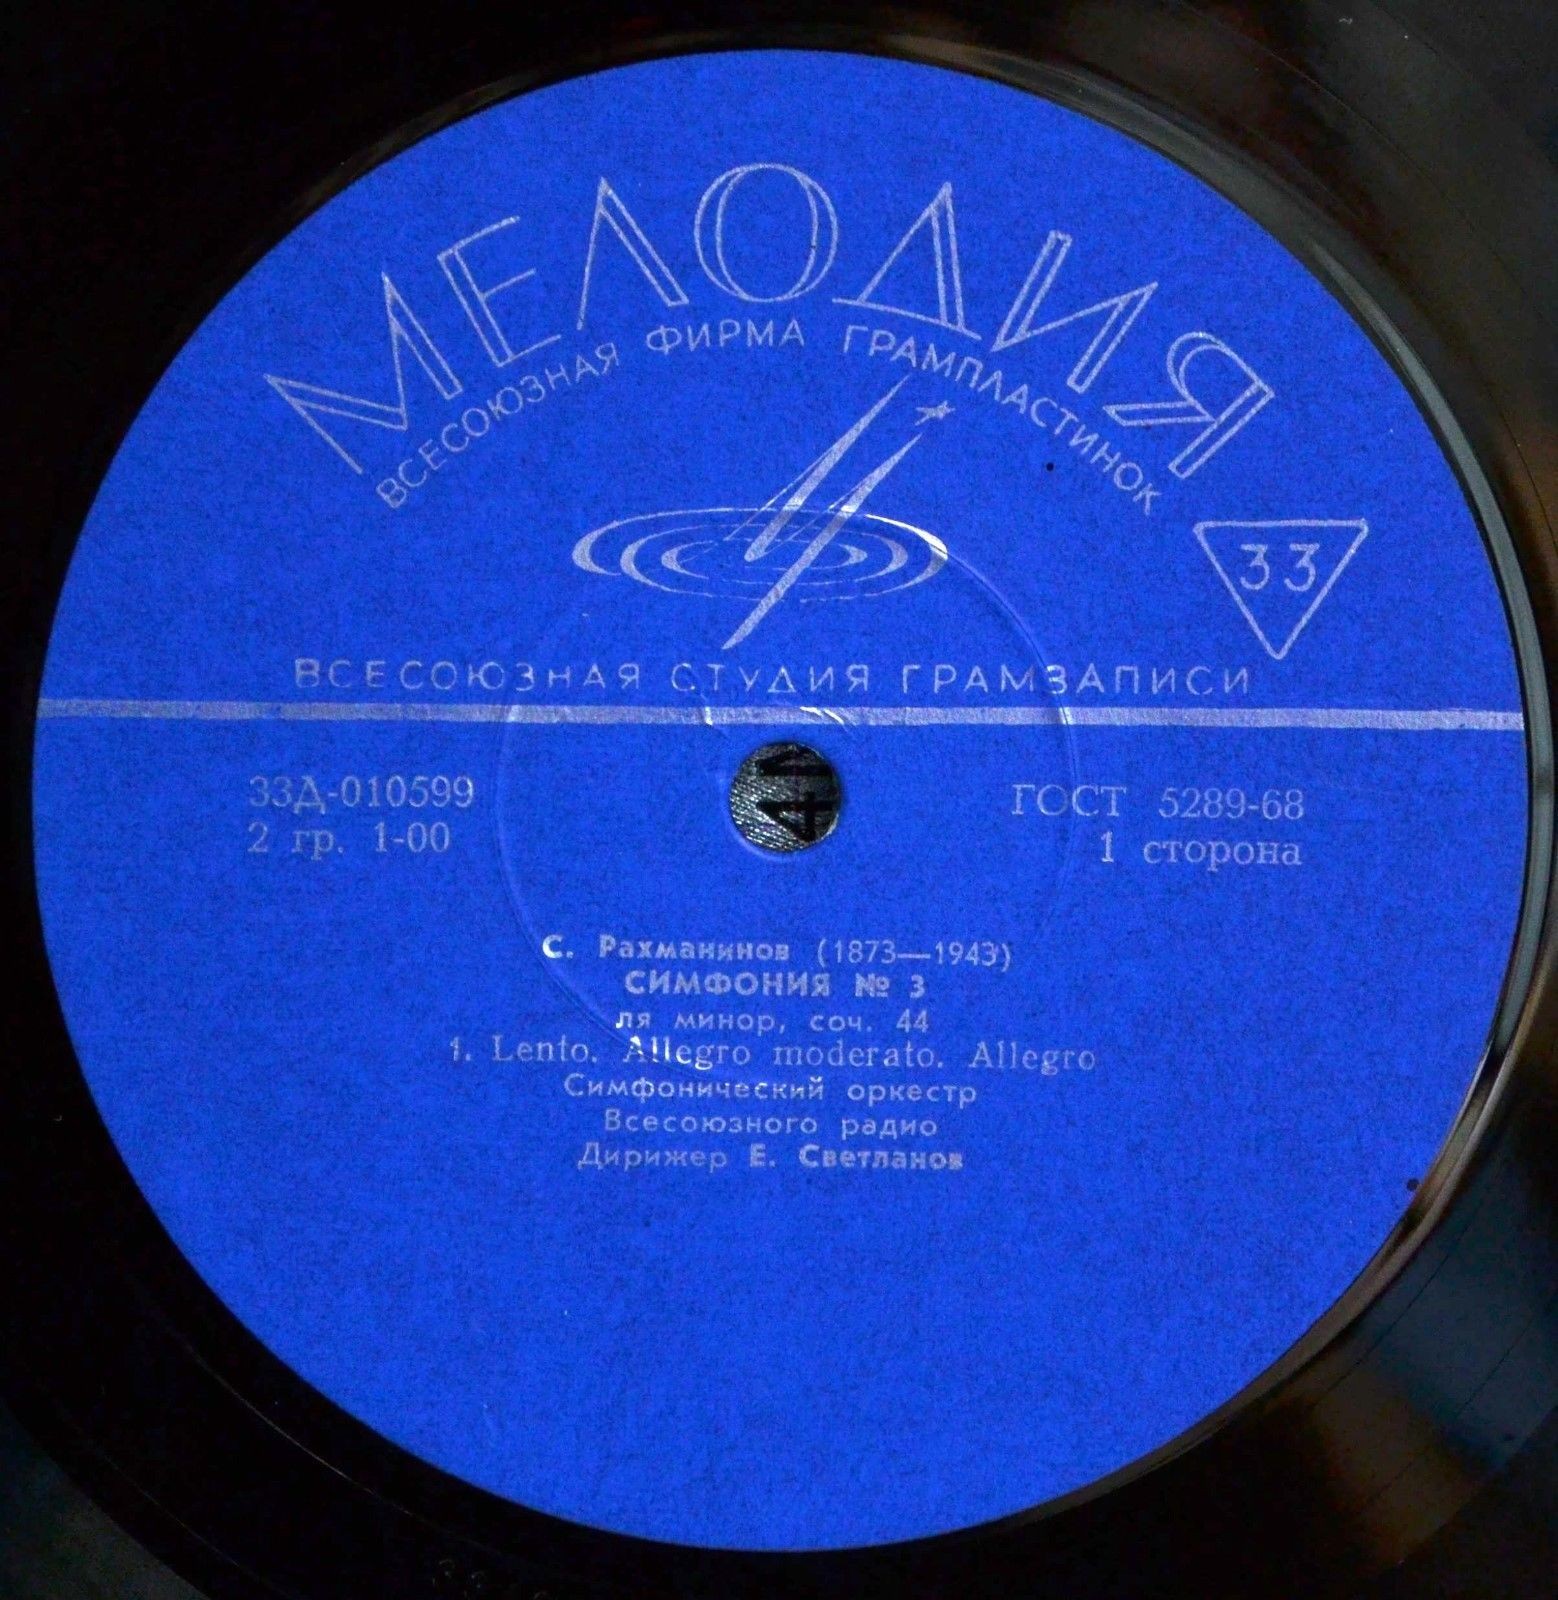 МЕЛОДИЯ
ВСЕСОЮЗНАЯ ФИРМА ГРАМПЛАСТИНОК
33
ВСЕСОЮЗНАЯ СТУДИЯ ГРАМЗАПИСИ
33Д-010599
2 гр. 1-00
ГОСТ 5289-68
1 сторона
С. Рахманинов (1873—1943)
СИМФОНИЯ № 3
ля минор, соч. 44
1. Lento. Allegro moderato. Allegro
Симфонический оркестр
Всесоюзного радио
Дирижер Е. Светланов